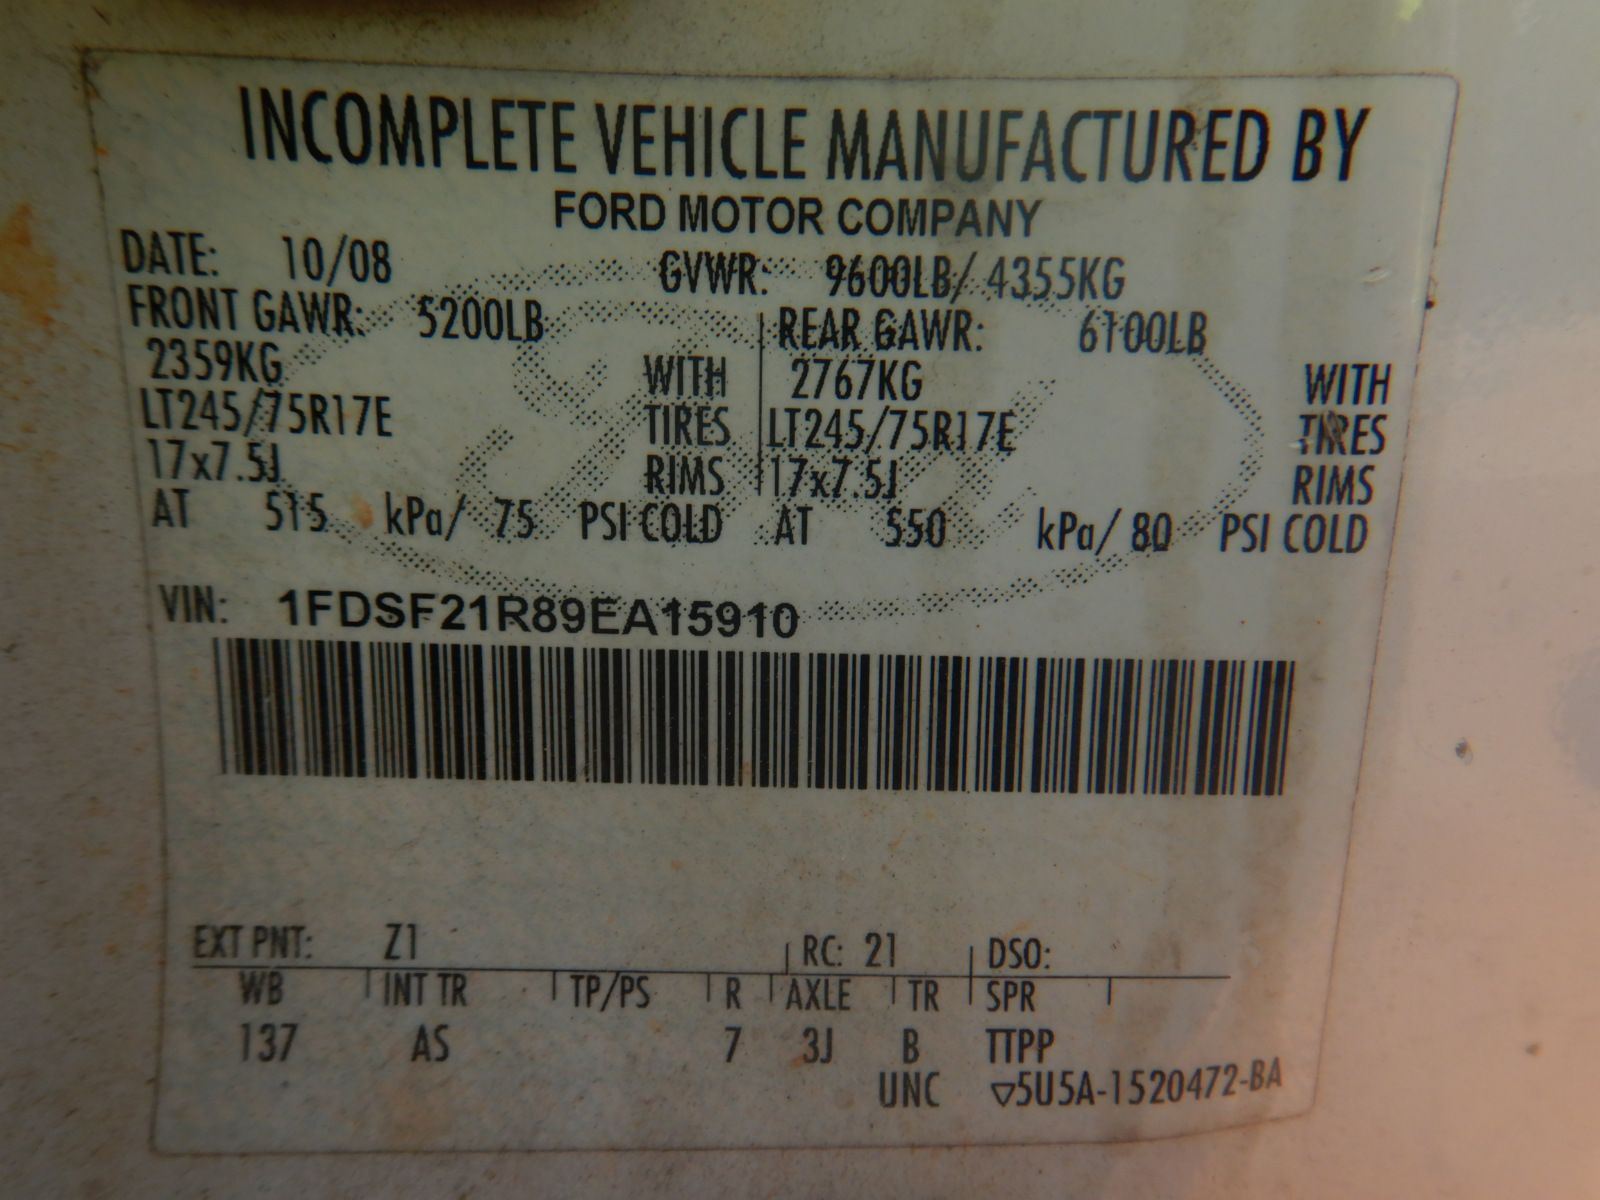 INCOMPLETE VEHICLE MANUFACTURED BY
FORD MOTOR COMPANY
DATE: 10/08 GVWR: 9600LB/ 4355KG
FRONT GAWR: 5200LB REAR GAWR: 6100LB
2359KG WITH 2767KG WITH
LT245/75R17E TIRES LT245/75R17E TIRES
17x7.5J RIMS 17x7.5J RIMS
AT 515 kPa/ 75 PSI COLD AT 550 kPa/ 80 PSI COLD
VIN: 1FDSF21R89EA15910
EXT PNT: Z1 RC: 21 DSO:
WB INT TR TP/PS R AXLE TR SPR
137 AS 7 3J B TTPP
UNC ▽5U5A-1520472-BA